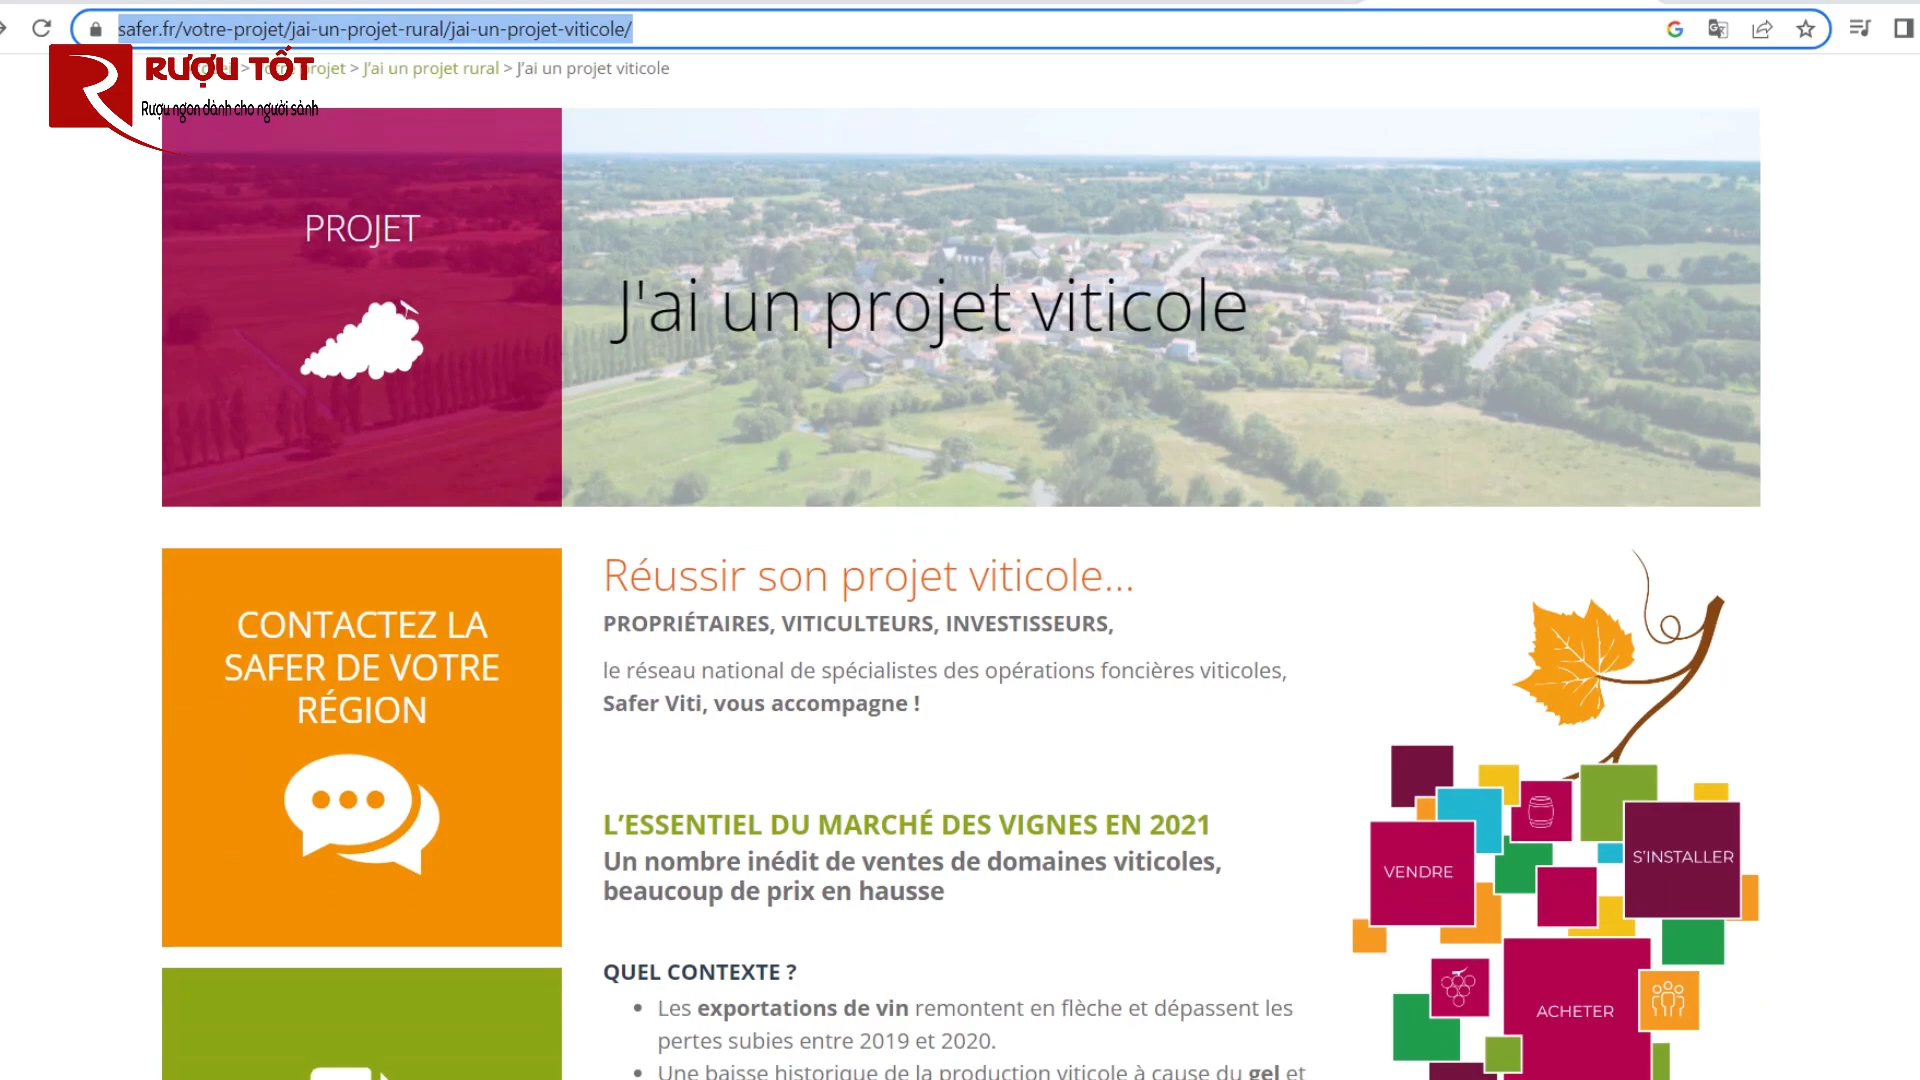 safer.fr/votre-projet/jai-un-projet-rural/jai-un-projet-viticole/
RƯỢU TỐT
Rượu ngon dành cho người sành
> projet > J'ai un projet rural > J'ai un projet viticole
PROJET
J'ai un projet viticole
CONTACTEZ LA
SAFER DE VOTRE
RÉGION
Réussir son projet viticole...
PROPRIÉTAIRES, VITICULTEURS, INVESTISSEURS,
le réseau national de spécialistes des opérations foncières viticoles,
Safer Viti, vous accompagne !
L'ESSENTIEL DU MARCHÉ DES VIGNES EN 2021
Un nombre inédit de ventes de domaines viticoles,
beaucoup de prix en hausse
QUEL CONTEXTE ?
• Les exportations de vin remontent en flèche et dépassent les
pertes subies entre 2019 et 2020.
• Une baisse historique de la production viticole à cause du gel et
VENDRE
S'INSTALLER
ACHETER